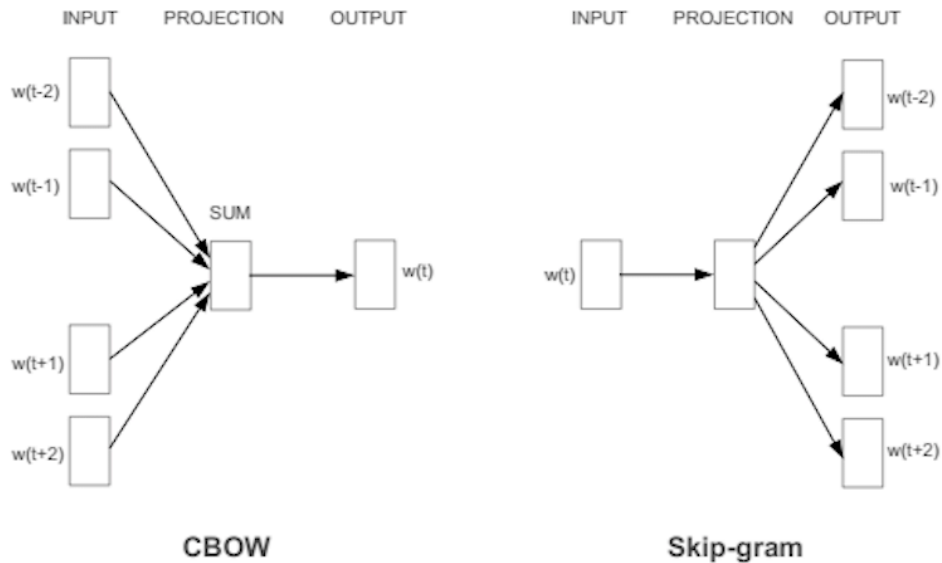 INPUT PROJECTION OUTPUT
w(t-2)
w(t-1)
SUM
w(t)
w(t+1)
w(t+2)
CBOW
INPUT PROJECTION OUTPUT
w(t-2)
w(t-1)
w(t)
w(t+1)
w(t+2)
Skip-gram